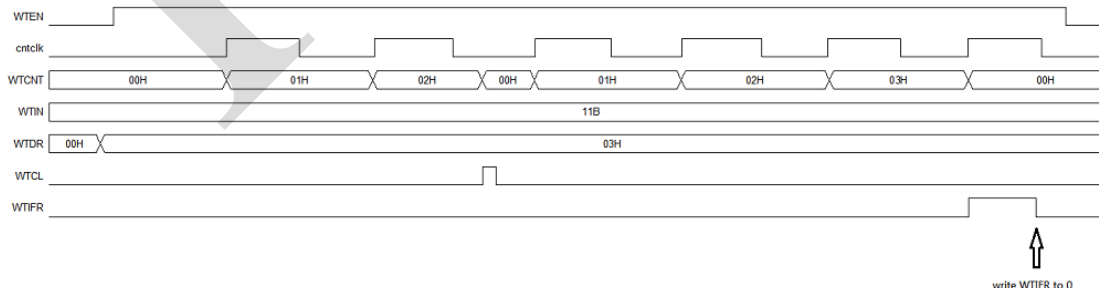 WTEN
cntclk
WTCNT 00H 01H 02H 00H 01H 02H 03H 00H
WTIN 11B
WTDR 00H 03H
WTCL
WTIFR
write WTIFR to 0